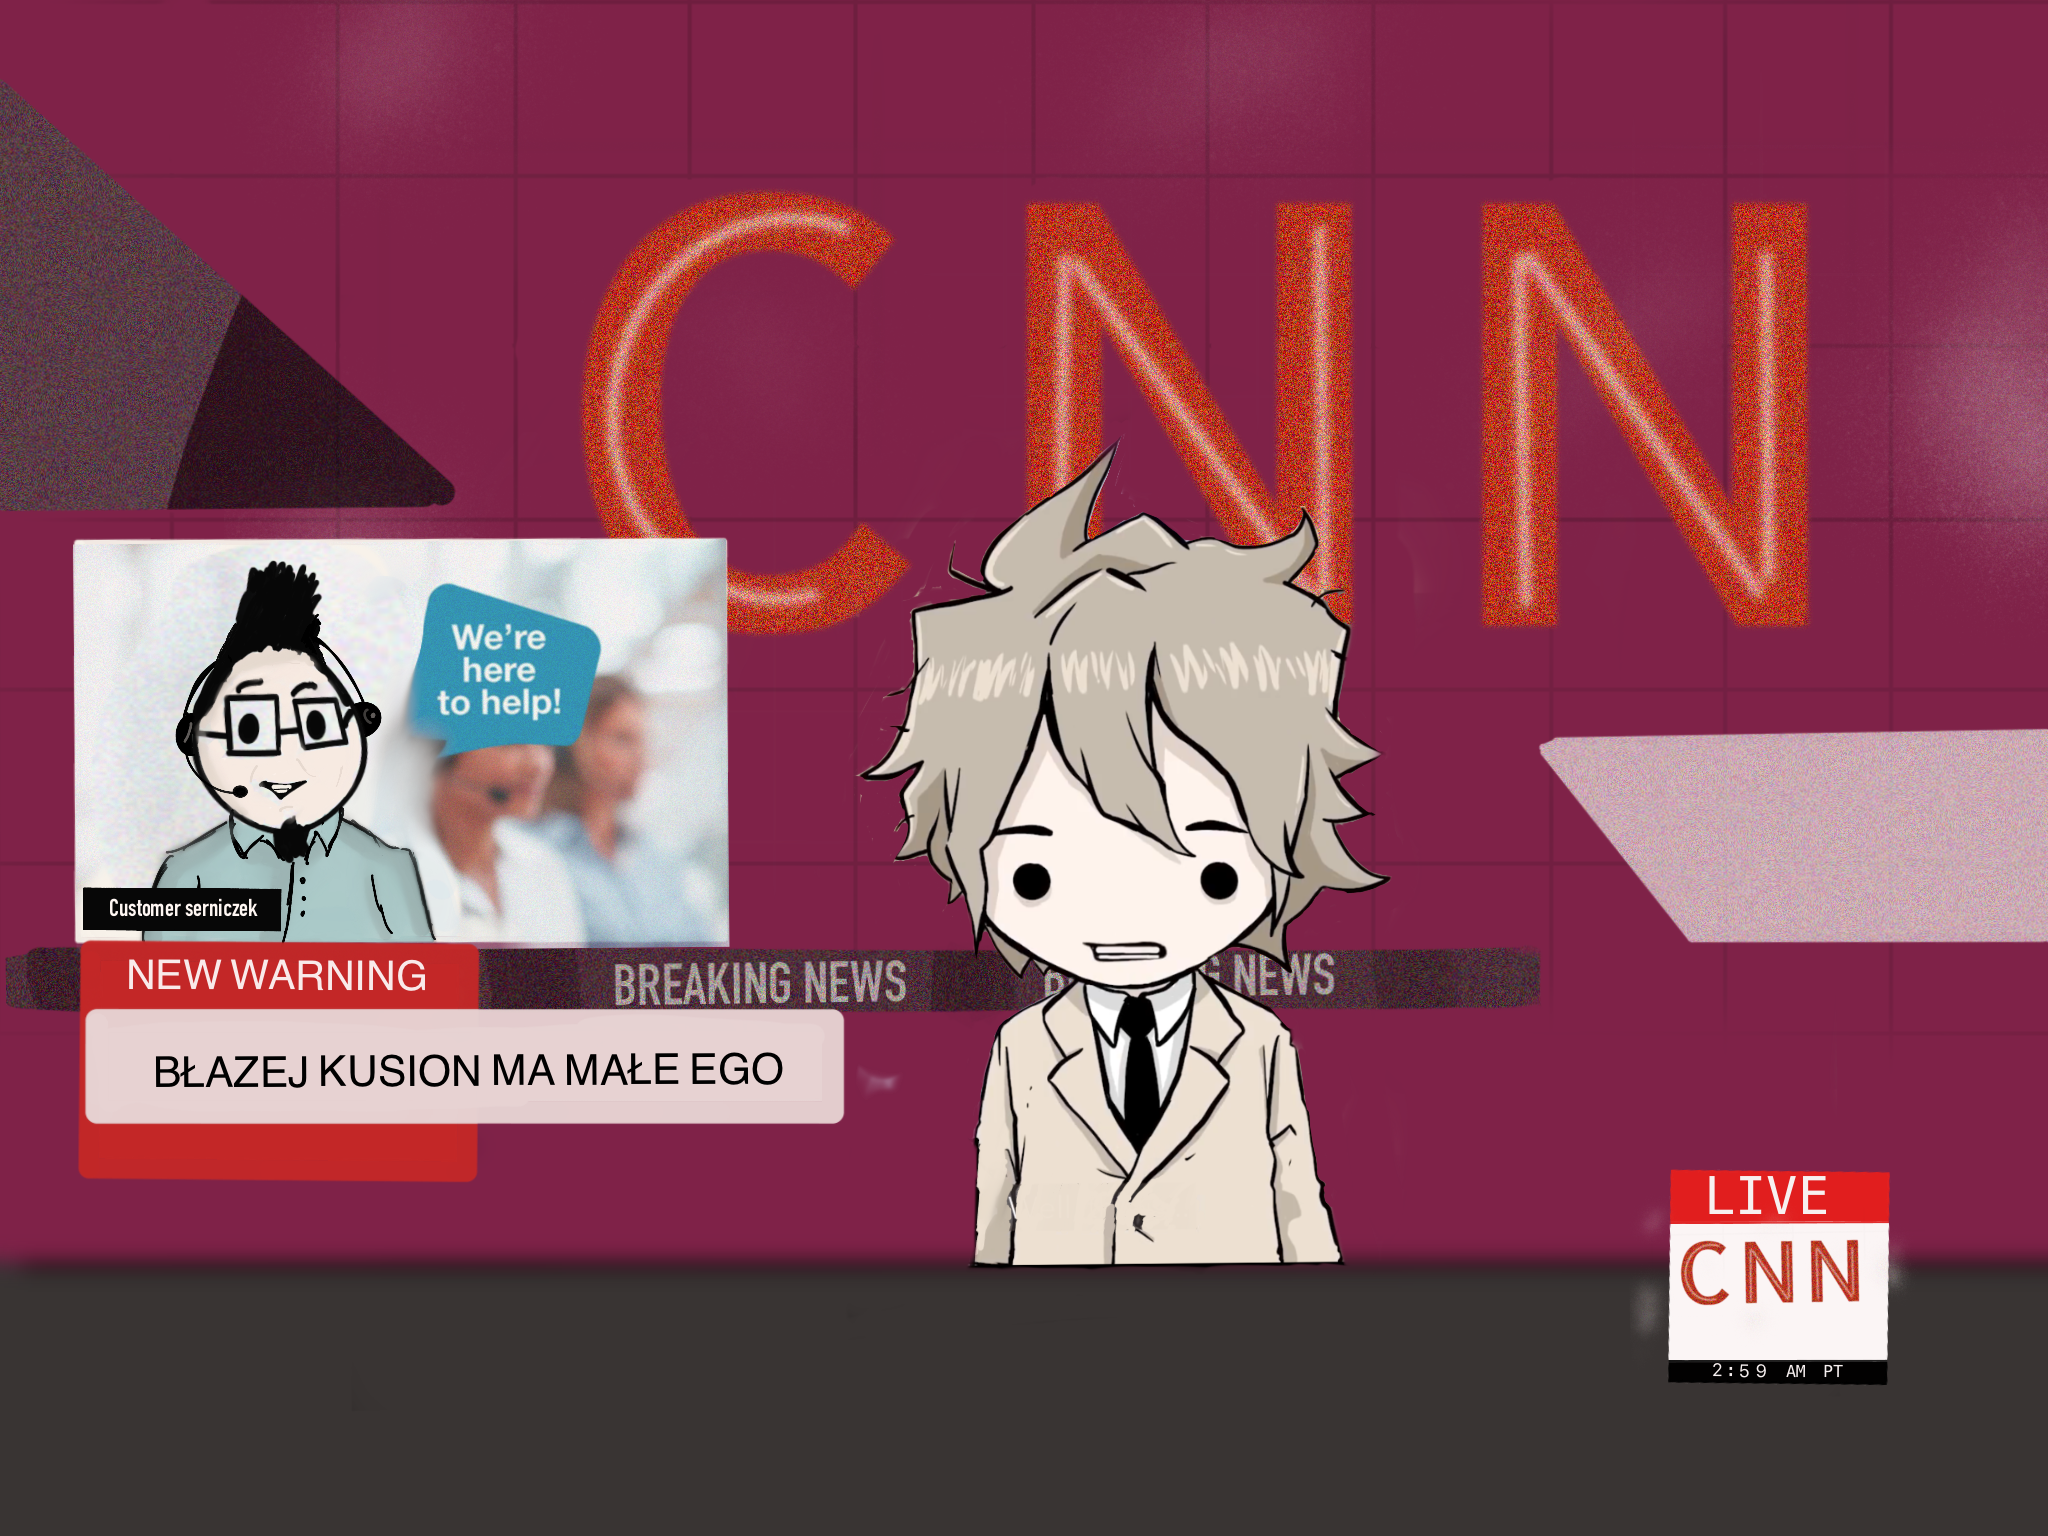 CNN
We're
here
to help!
Customer serniczek
NEW WARNING
BREAKING NEWS
NEWS
BŁAZEJ KUSION MA MAŁE EGO
LIVE
CNN
2:59 AM PT